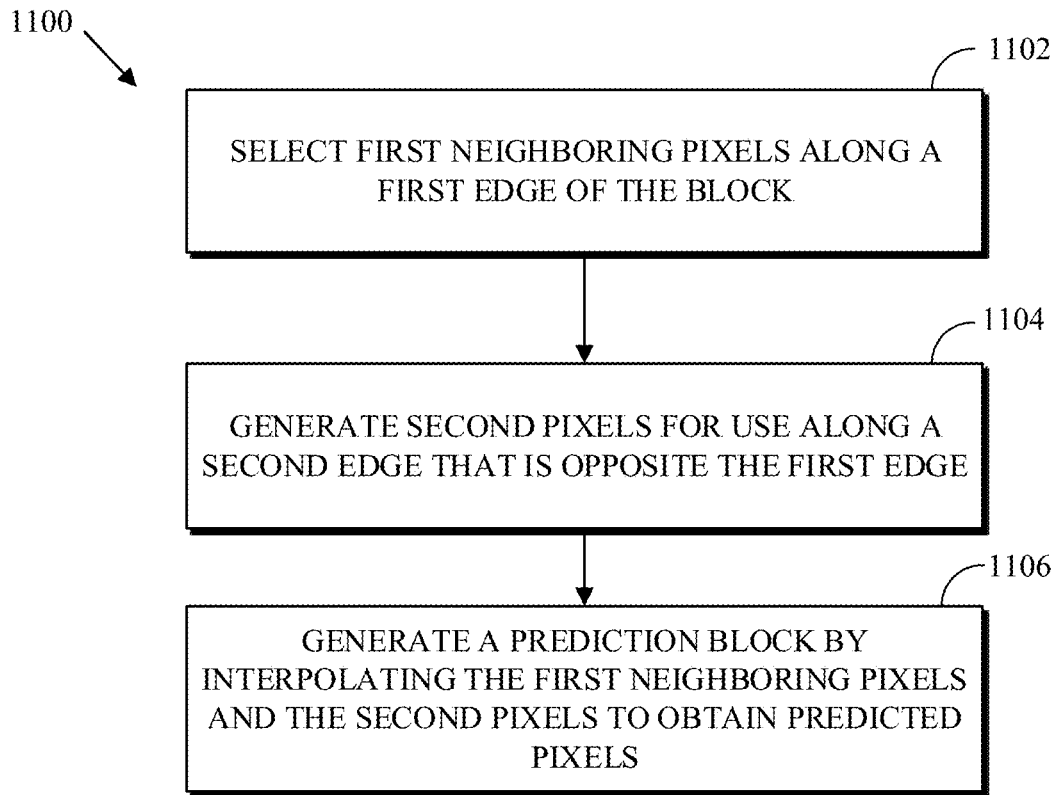 1100
1102
SELECT FIRST NEIGHBORING PIXELS ALONG A
FIRST EDGE OF THE BLOCK
1104
GENERATE SECOND PIXELS FOR USE ALONG A
SECOND EDGE THAT IS OPPOSITE THE FIRST EDGE
1106
GENERATE A PREDICTION BLOCK BY
INTERPOLATING THE FIRST NEIGHBORING PIXELS
AND THE SECOND PIXELS TO OBTAIN PREDICTED
PIXELS